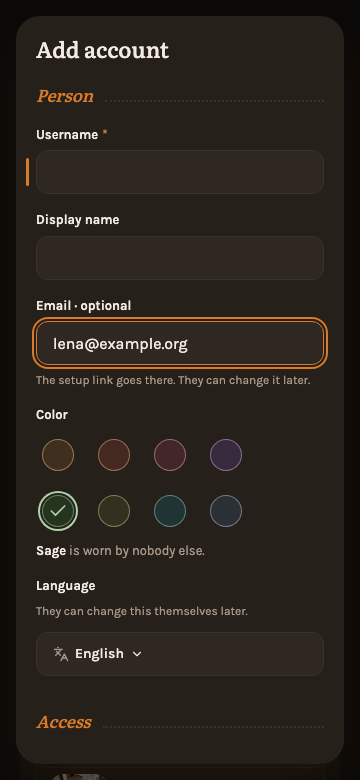 Add account
Person
Username *
Display name
Email · optional
lena@example.org
The setup link goes there. They can change it later.
Color
Sage is worn by nobody else.
Language
They can change this themselves later.
English
Access